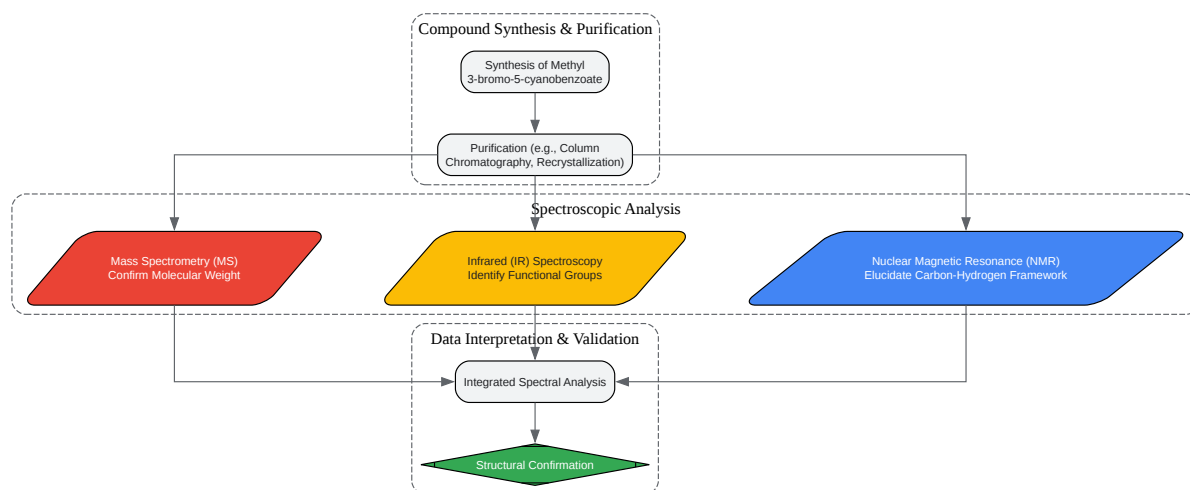 Compound Synthesis & Purification
Synthesis of Methyl
3-bromo-5-cyanobenzoate
Purification (e.g., Column
Chromatography, Recrystallization)
Spectroscopic Analysis
Mass Spectrometry (MS)
Confirm Molecular Weight
Infrared (IR) Spectroscopy
Identify Functional Groups
Nuclear Magnetic Resonance (NMR)
Elucidate Carbon-Hydrogen Framework
Data Interpretation & Validation
Integrated Spectral Analysis
Structural Confirmation